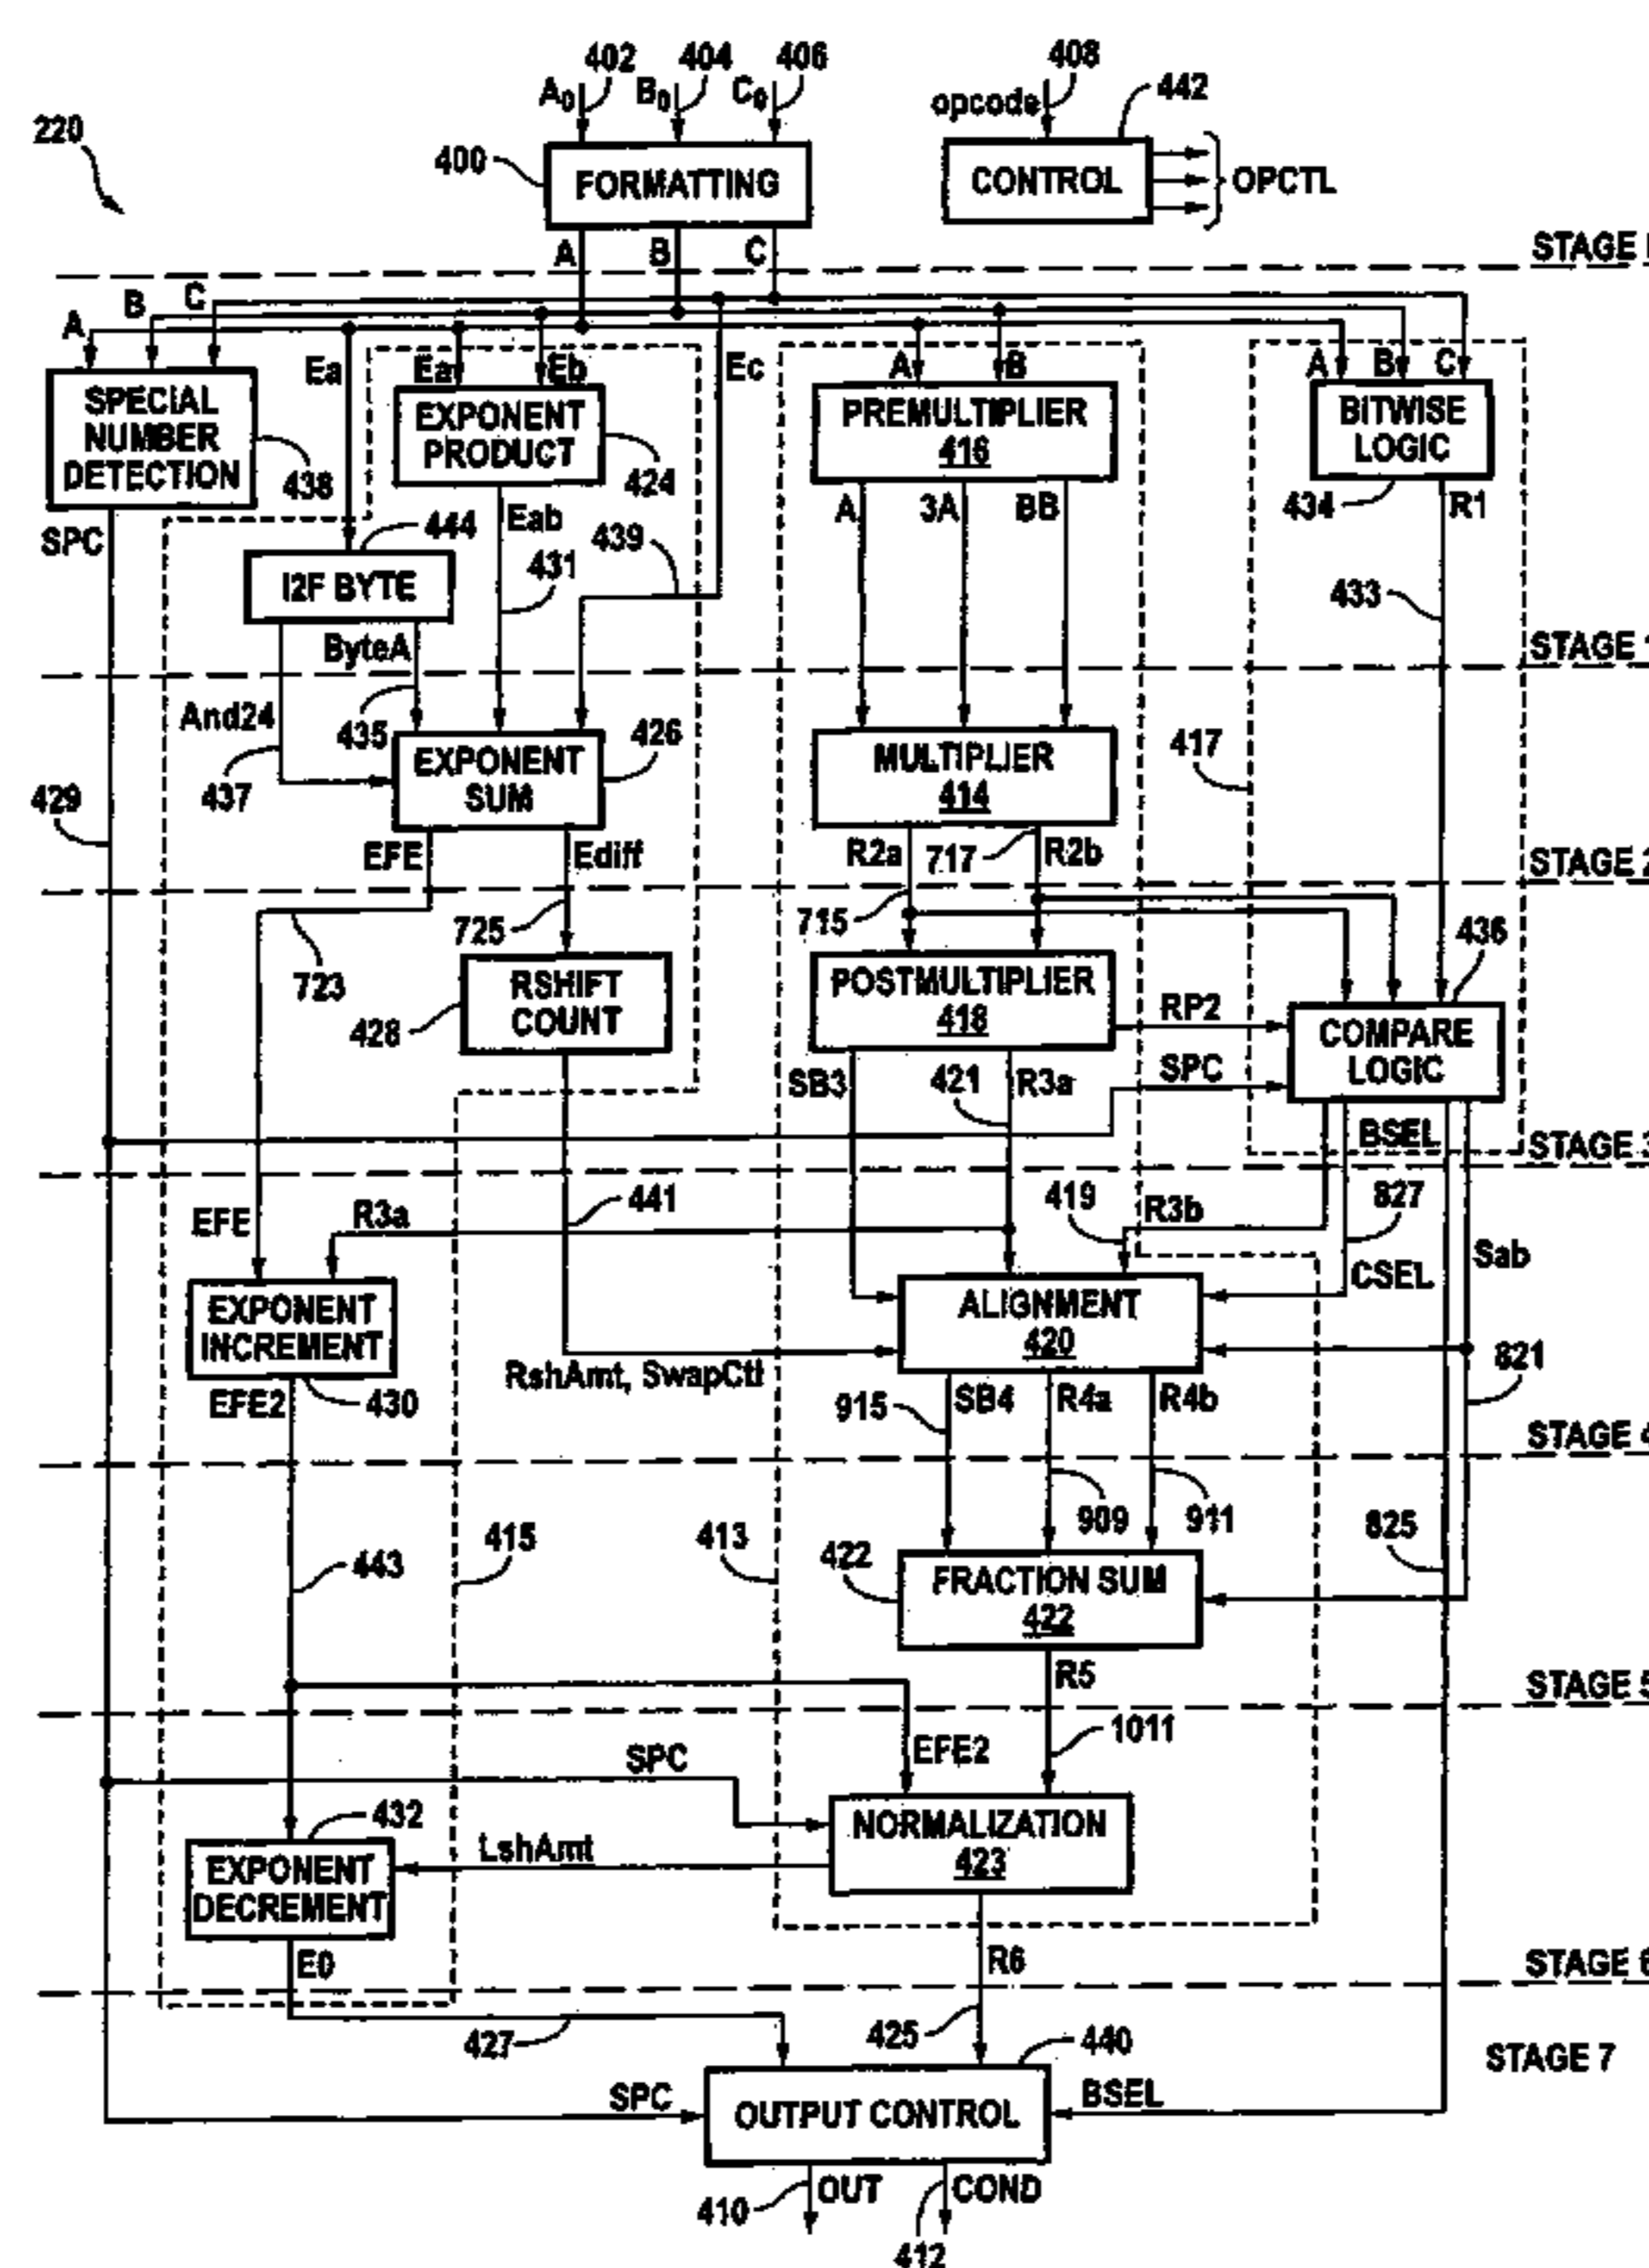 402
404
406
408
A0
B0
C0
opcode
442
220
400
FORMATTING
CONTROL
OPCTL
A
B
C
STAGE
A
B
C
Ea
Ea
Eb
Ec
A
B
A
B
C
SPECIAL
NUMBER
DETECTION
438
EXPONENT
PRODUCT
424
PREMULTIPLIER
416
BITWISE
LOGIC
434
R1
SPC
444
Eab
439
A
3A
BB
I2F BYTE
431
433
ByteA
STAGE 1
And24
435
437
EXPONENT
SUM
426
MULTIPLIER
414
417
429
EFE
Ediff
R2a
717
R2b
STAGE 2
723
725
715
436
RSHIFT
COUNT
428
POSTMULTIPLIER
418
RP2
COMPARE
LOGIC
SB3
421
R3a
SPC
BSEL
STAGE 3
EFE
R3a
441
419
R3b
827
CSEL
Sab
EXPONENT
INCREMENT
ALIGNMENT
420
EFE2
430
RshAmt, SwapCtl
821
915
SB4
R4a
R4b
STAGE 4
443
415
413
909
911
825
422
FRACTION SUM
422
R5
STAGE 5
SPC
EFE2
1011
432
EXPONENT
DECREMENT
LshAmt
NORMALIZATION
423
E0
R6
STAGE 6
427
425
440
STAGE 7
SPC
OUTPUT CONTROL
BSEL
410
OUT
COND
412